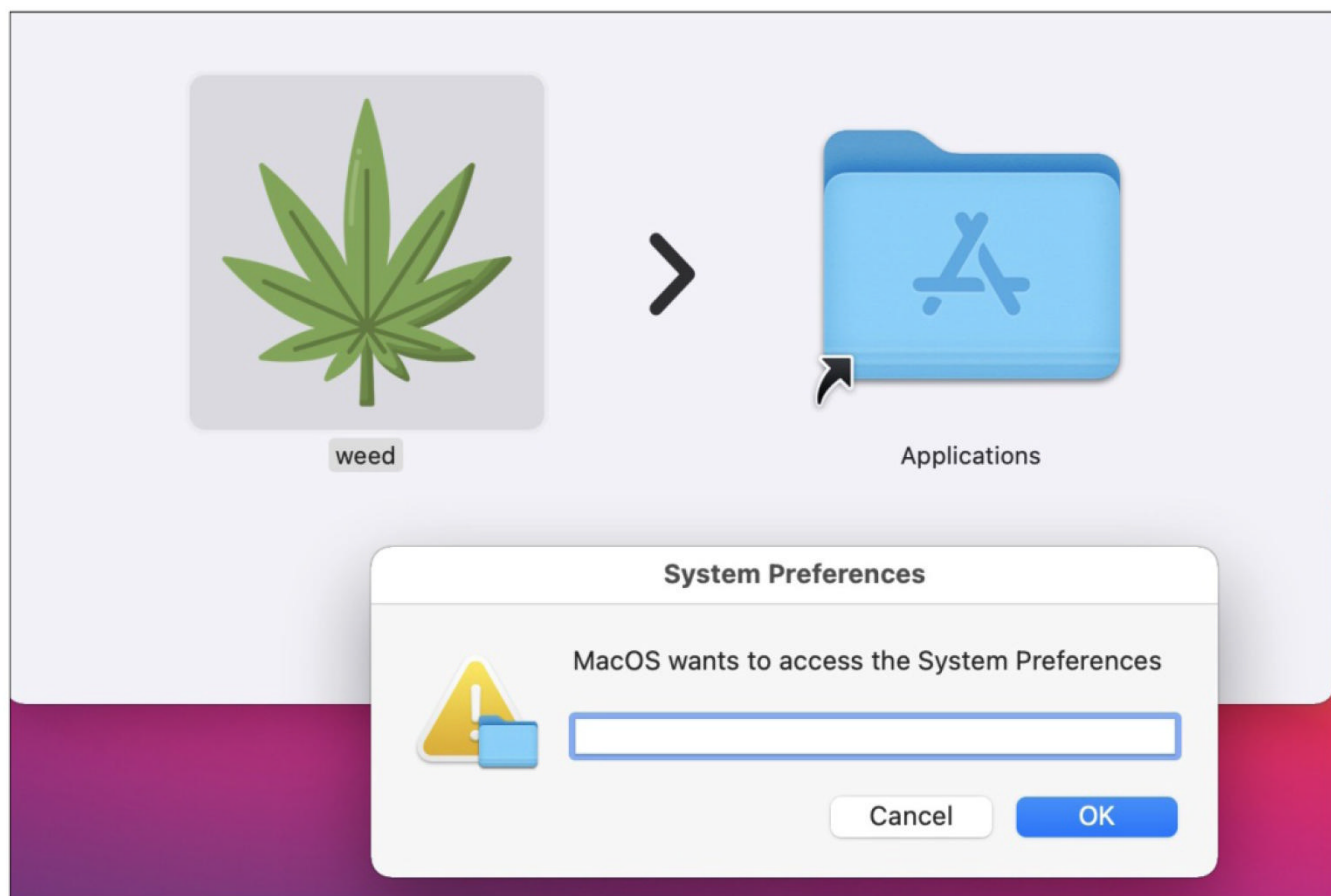 weed
Applications
System Preferences
MacOS wants to access the System Preferences
Cancel
OK